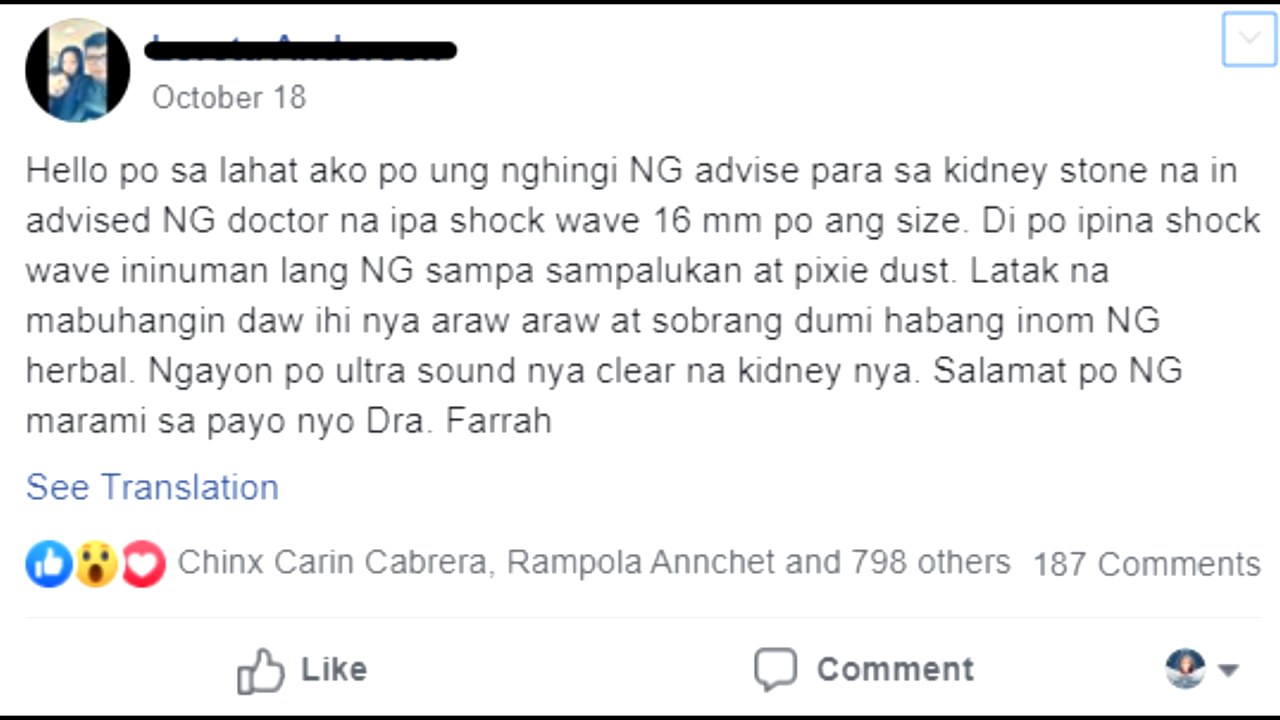 October 18
Hello po sa lahat ako po ung nghingi NG advise para sa kidney stone na in
advised NG doctor na ipa shock wave 16 mm po ang size. Di po ipina shock
wave ininuman lang NG sampa sampalukan at pixie dust. Latak na
mabuhangin daw ihi nya araw araw at sobrang dumi habang inom NG
herbal. Ngayon po ultra sound nya clear na kidney nya. Salamat po NG
marami sa payo nyo Dra. Farrah
See Translation
Chinx Carin Cabrera, Rampola Annchet and 798 others 187 Comments
Like Comment